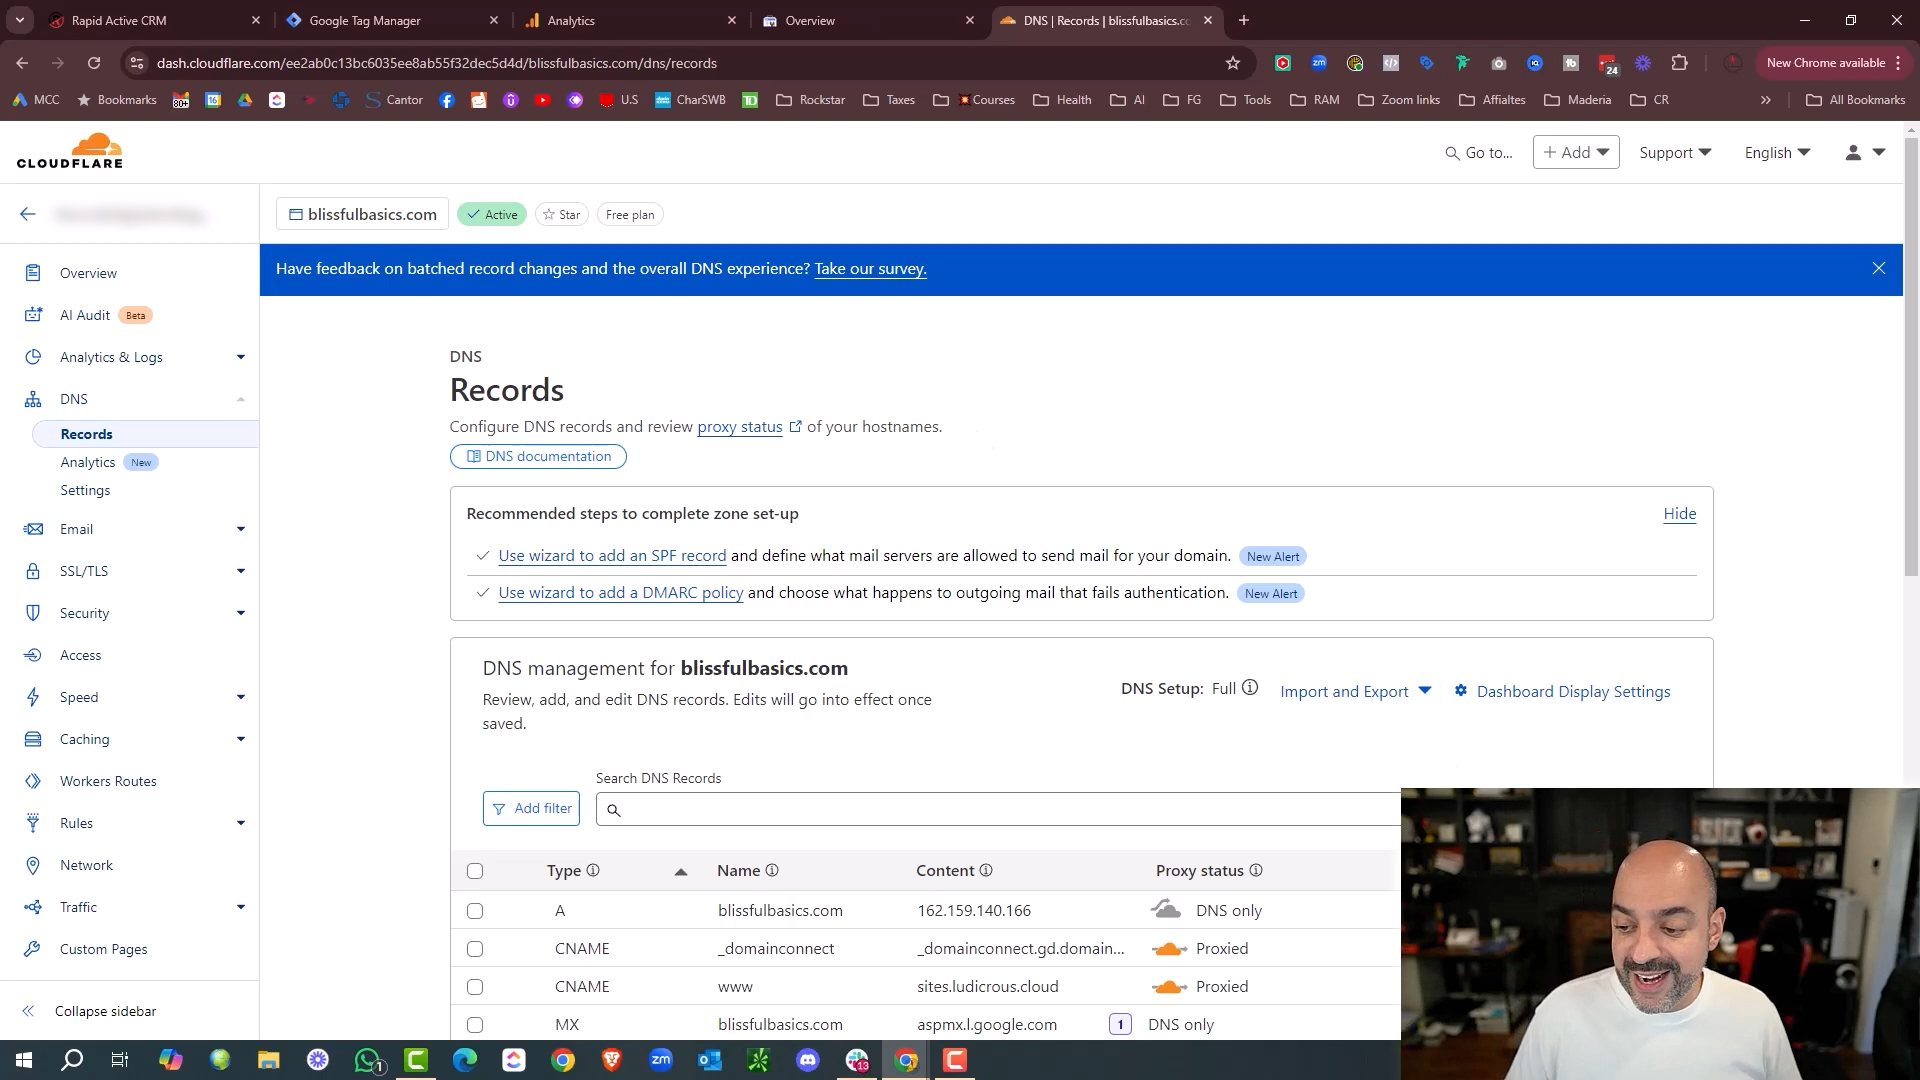 Rapid Active CRM
Google Tag Manager
Analytics
Overview
DNS | Records | blissfulbasics.co
dash.cloudflare.com/ee2ab0c13bc6035ee8ab55f32dec5d4d/blissfulbasics.com/dns/records
24
New Chrome available
MCC
Bookmarks
80+
16
Cantor
U.S
CharSWB
TD
Rockstar
Taxes
Courses
Health
AI
FG
Tools
RAM
Zoom links
Affialtes
Maderia
CR
All Bookmarks
CLOUDFLARE
Go to...
+ Add
Support
English
blissfulbasics.com
Active
Star
Free plan
Have feedback on batched record changes and the overall DNS experience? Take our survey.
Overview
AI Audit Beta
Analytics & Logs
DNS
Records
Analytics New
Settings
Email
SSL/TLS
Security
Access
Speed
Caching
Workers Routes
Rules
Network
Traffic
Custom Pages
Collapse sidebar
DNS
Records
Configure DNS records and review proxy status of your hostnames.
DNS documentation
Recommended steps to complete zone set-up
Hide
Use wizard to add an SPF record and define what mail servers are allowed to send mail for your domain. New Alert
Use wizard to add a DMARC policy and choose what happens to outgoing mail that fails authentication. New Alert
DNS management for blissfulbasics.com
Review, add, and edit DNS records. Edits will go into effect once
saved.
DNS Setup: Full
Import and Export
Dashboard Display Settings
Search DNS Records
Add filter
Type Name Content Proxy status
A blissfulbasics.com 162.159.140.166 DNS only
CNAME _domainconnect _domainconnect.gd.domain... Proxied
CNAME www sites.ludicrous.cloud Proxied
MX blissfulbasics.com aspmx.l.google.com 1 DNS only
zm
1
13